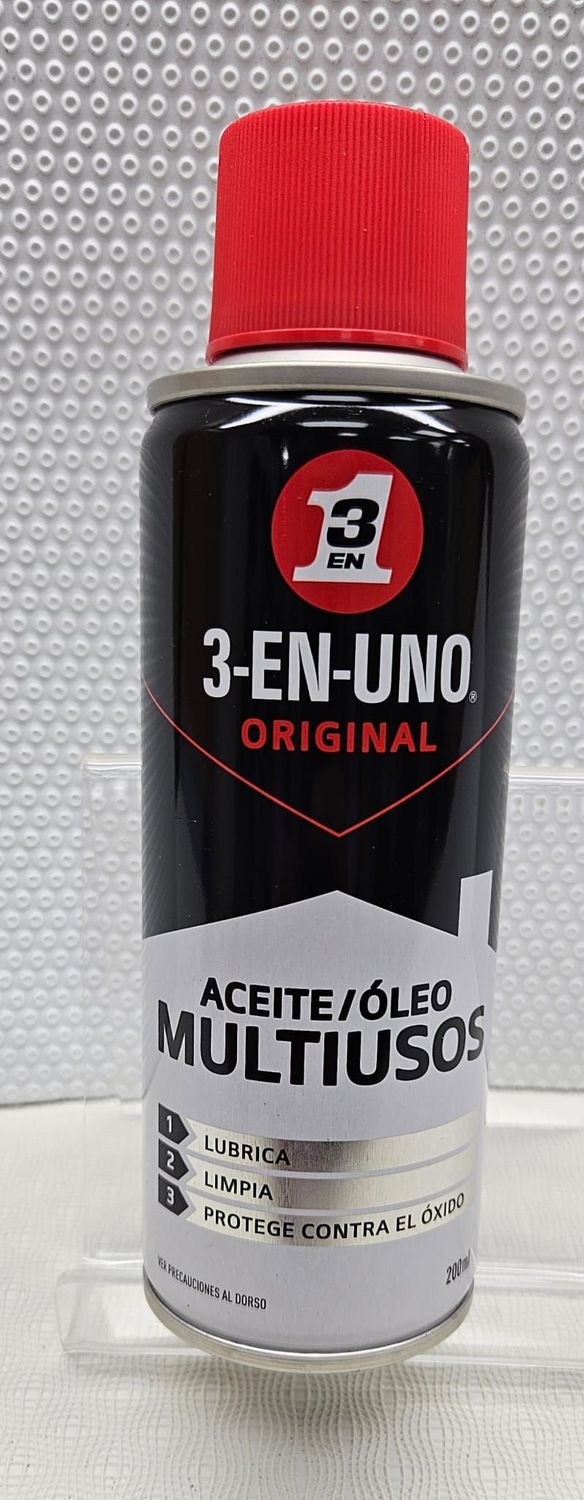 3
EN
1
3-EN-UNO®
ORIGINAL
ACEITE/ÓLEO
MULTIUSOS
1 LUBRICA
2 LIMPIA
3 PROTEGE CONTRA EL ÓXIDO
VER PRECAUCIONES AL DORSO
200ml